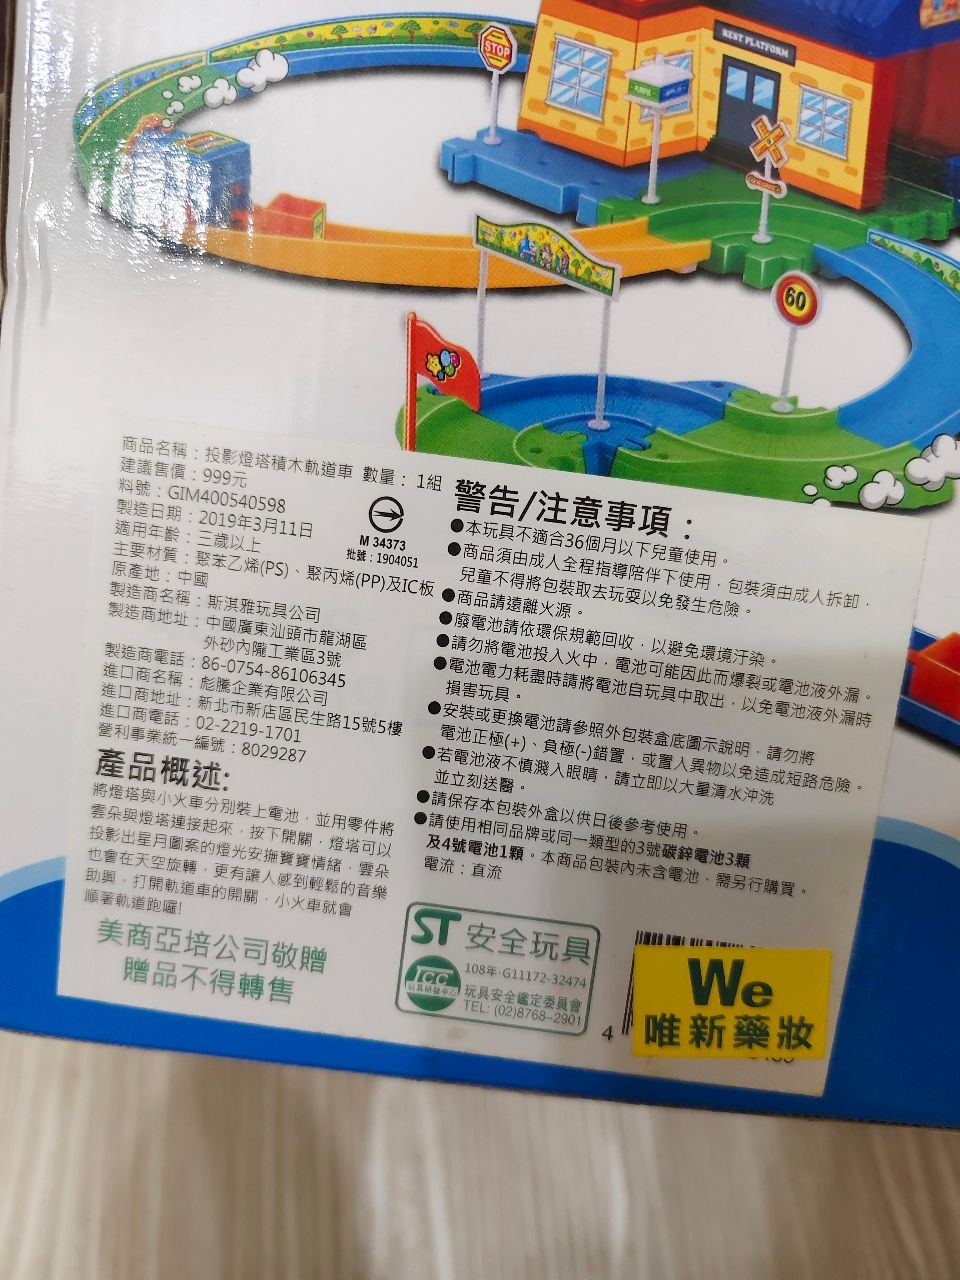 STOP
REST PLATFORM
60
商品名稱：投影燈塔積木軌道車 數量：1組
建議售價：999元
料號：GIM400540598
製造日期：2019年3月11日
適用年齡：三歲以上
主要材質：聚苯乙烯(PS)、聚丙烯(PP)及IC板
原產地：中國
製造商名稱：斯淇雅玩具公司
製造商地址：中國廣東汕頭市龍湖區
外砂內隴工業區3號
製造商電話：86-0754-86106345
進口商名稱：彪騰企業有限公司
進口商地址：新北市新店區民生路15號5樓
進口商電話：02-2219-1701
營利事業統一編號：8029287
M 34373
批號：1904051
產品概述:
將燈塔與小火車分別裝上電池，並用零件將
雲朵與燈塔連接起來，按下開關，燈塔可以
投影出星月圖案的燈光安撫寶寶情緒，雲朵
也會在天空旋轉，更有讓人感到輕鬆的音樂
助興，打開軌道車的開關，小火車就會
順著軌道跑囉!
美商亞培公司敬贈
贈品不得轉售
警告/注意事項：
●本玩具不適合36個月以下兒童使用。
●商品須由成人全程指導陪伴下使用，包裝須由成人拆卸，
兒童不得將包裝取去玩耍以免發生危險。
●商品請遠離火源。
●廢電池請依環保規範回收，以避免環境汙染。
●請勿將電池投入火中，電池可能因此而爆裂或電池液外漏。
●電池電力耗盡時請將電池自玩具中取出，以免電池液外漏時
損害玩具。
●安裝或更換電池請參照外包裝盒底圖示說明，請勿將
電池正極(+)、負極(-)錯置，或置入異物以免造成短路危險。
●若電池液不慎濺入眼睛，請立即以大量清水沖洗
並立刻送醫。
●請保存本包裝外盒以供日後參考使用。
●請使用相同品牌或同一類型的3號碳鋅電池3顆
及4號電池1顆。本商品包裝內未含電池，需另行購買。
電流：直流
ST 安全玩具
108年-G11172-32474
TCC
玩具研發中心
玩具安全鑑定委員會
TEL: (02)8768-2901
4
We
唯新藥妝